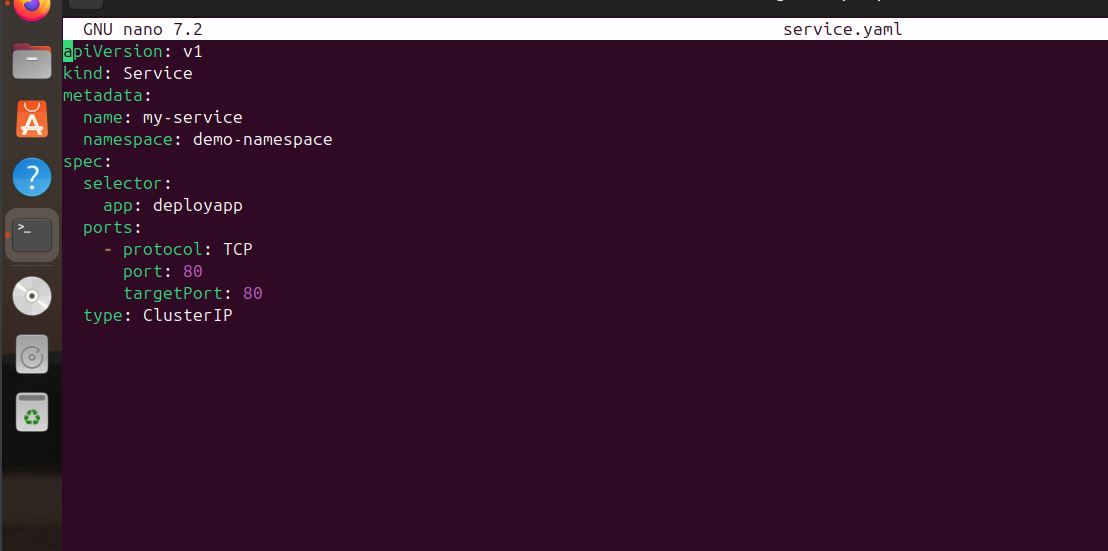 GNU nano 7.2 service.yaml
apiVersion: v1
kind: Service
metadata:
  name: my-service
  namespace: demo-namespace
spec:
  selector:
    app: deployapp
  ports:
    - protocol: TCP
      port: 80
      targetPort: 80
  type: ClusterIP